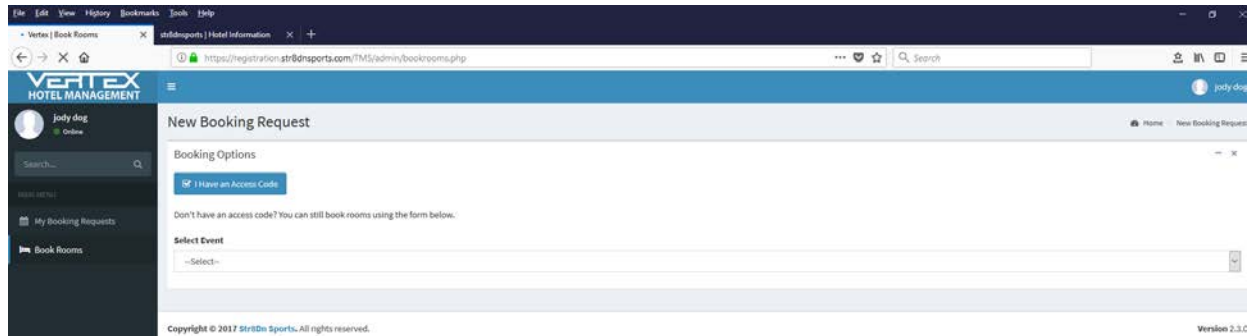 File Edit View History Bookmarks Tools Help
Vertex | Book Rooms str8dnsports | Hotel Information
https://registration.str8dnsports.com/TMS/admin/bookrooms.php Search
VERTEX
HOTEL MANAGEMENT
jody dog
jody dog
Online
New Booking Request
Home New Booking Request
Search...
Booking Options
I Have an Access Code
My Booking Requests
Don't have an access code? You can still book rooms using the form below.
Book Rooms
Select Event
--Select--
Copyright © 2017 Str8Dn Sports. All rights reserved.
Version 2.3.0